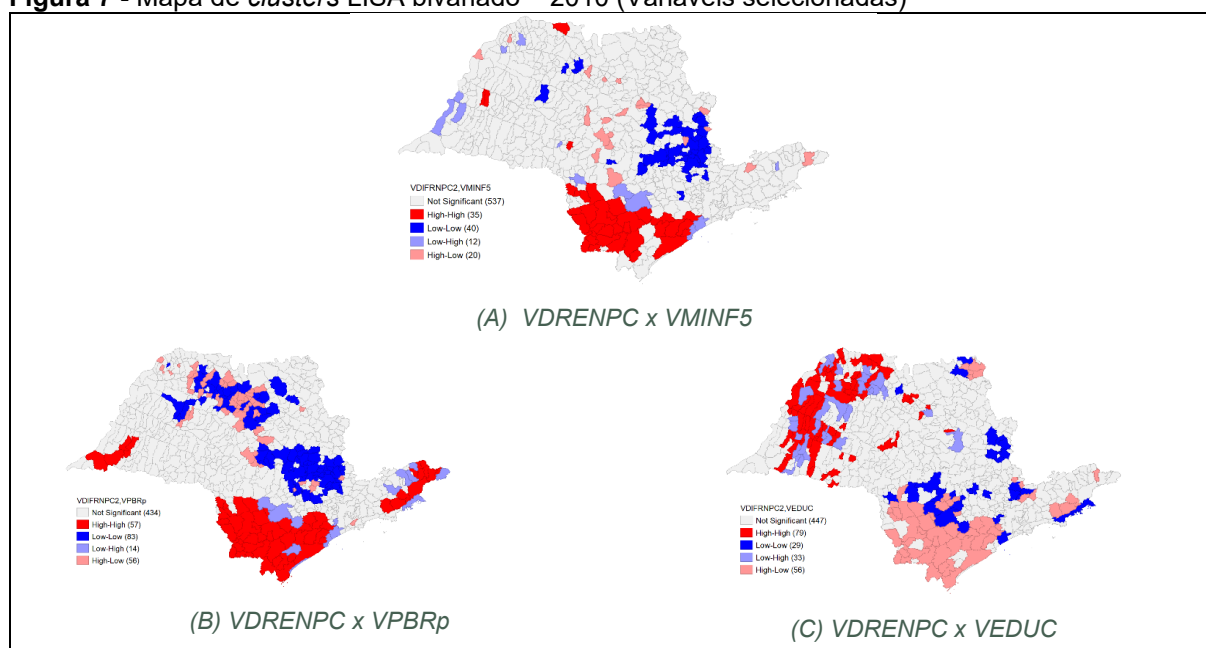 Figura 7 - Mapa de clusters LISA bivariado – 2010 (Variáveis selecionadas)
VDIFRNPC2,VMINF5
Not Significant (537)
High-High (35)
Low-Low (40)
Low-High (12)
High-Low (20)
(A) VDRENPC x VMINF5
VDIFRNPC2,VPBRp
Not Significant (434)
High-High (57)
Low-Low (83)
Low-High (14)
High-Low (56)
(B) VDRENPC x VPBRp
VDIFRNPC2,VEDUC
Not Significant (447)
High-High (79)
Low-Low (29)
Low-High (33)
High-Low (56)
(C) VDRENPC x VEDUC